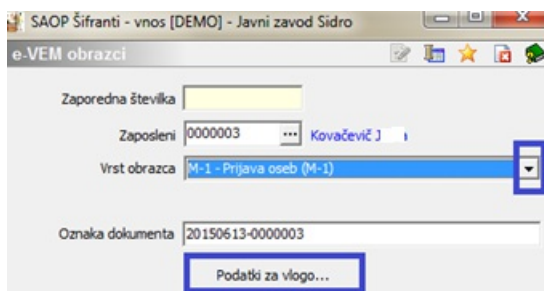 SAOP Šifranti - vnos [DEMO] - Javni zavod Sidro
e-VEM obrazci
Zaporedna številka
Zaposleni 0000003 ... Kovačevič J
Vrst obrazca M-1 - Prijava oseb (M-1)
Oznaka dokumenta 20150613-0000003
Podatki za vlogo...